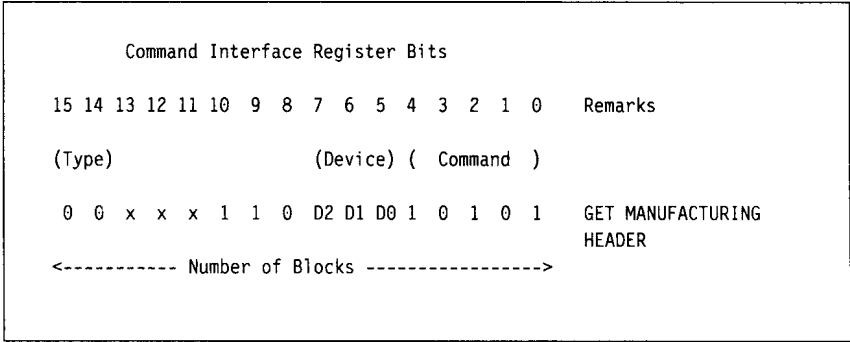 Command Interface Register Bits
15 14 13 12 11 10 9 8 7 6 5 4 3 2 1 0 Remarks
(Type) (Device) ( Command )
0 0 x x x 1 1 0 D2 D1 D0 1 0 1 0 1 GET MANUFACTURING
HEADER
<----------- Number of Blocks ----------------->